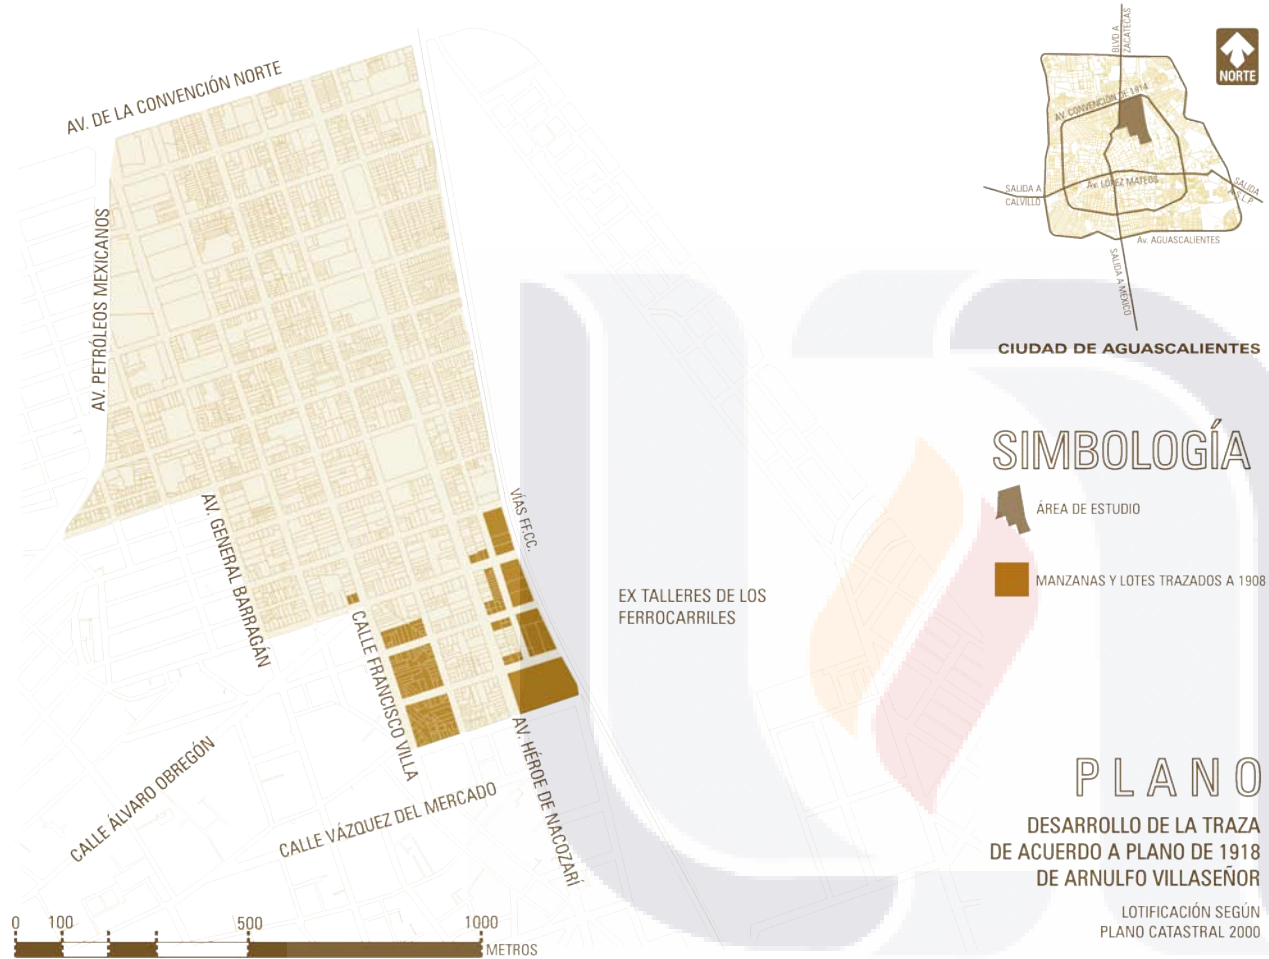 AV. DE LA CONVENCIÓN NORTE
AV. PETRÓLEOS MEXICANOS
AV. GENERAL BARRAGÁN
CALLE FRANCISCO VILLA
VÍAS FF.CC.
AV. HÉROE DE NACOZARÍ
CALLE ÁLVARO OBREGÓN
CALLE VÁZQUEZ DEL MERCADO
EX TALLERES DE LOS
FERROCARRILES
0 100 500 1000
METROS
BLVD A
ZACATECAS
NORTE
AV. CONVENCIÓN DE 1914
SALIDA A
CALVILLO
Av. LÓPEZ MATEOS
SALIDA
A S.L.P.
Av. AGUASCALIENTES
SALIDA A MÉXICO
CIUDAD DE AGUASCALIENTES
SIMBOLOGÍA
ÁREA DE ESTUDIO
MANZANAS Y LOTES TRAZADOS A 1908
PLANO
DESARROLLO DE LA TRAZA
DE ACUERDO A PLANO DE 1918
DE ARNULFO VILLASEÑOR
LOTIFICACIÓN SEGÚN
PLANO CATASTRAL 2000